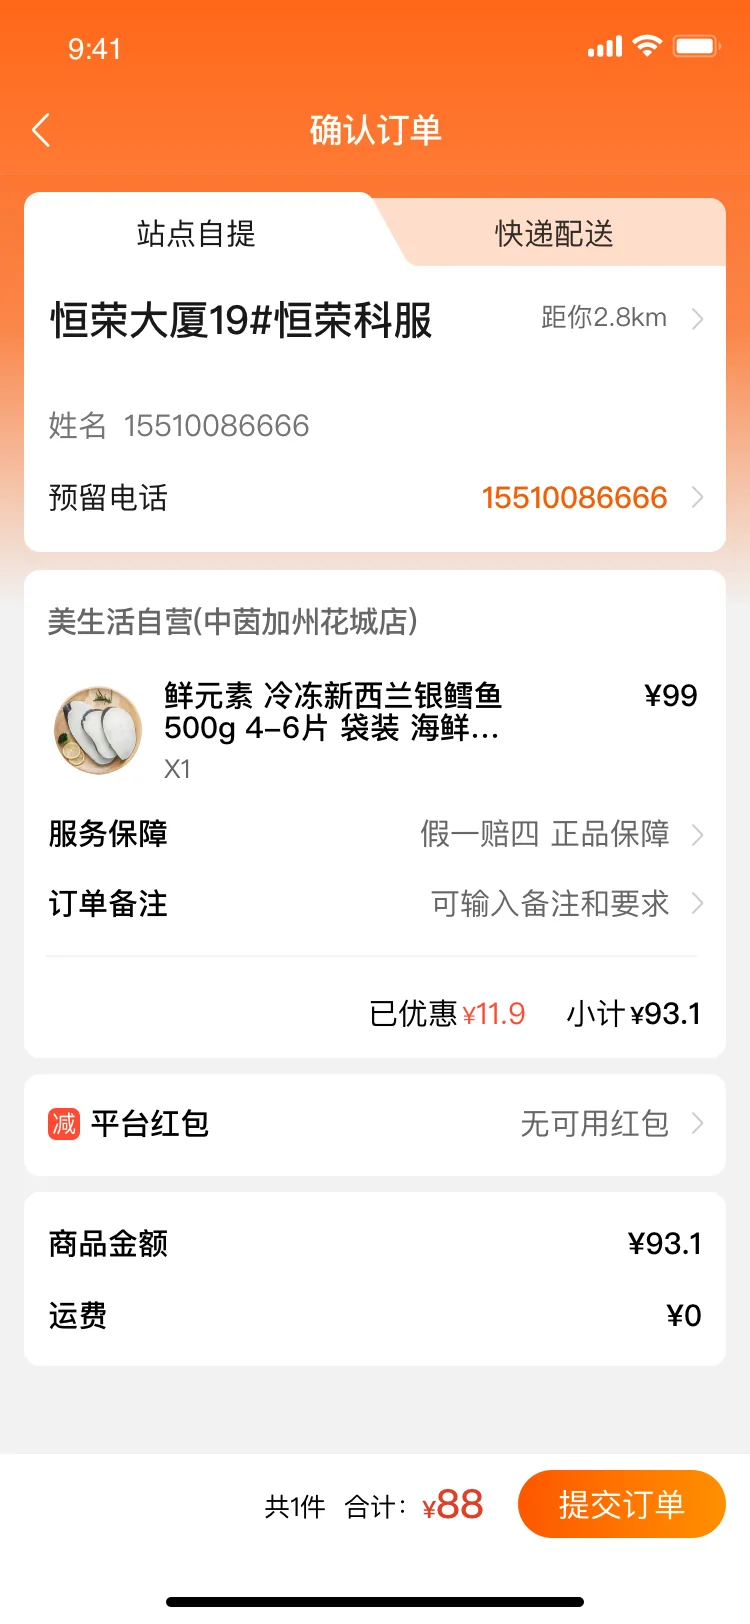 9:41
确认订单
站点自提
快递配送
恒荣大厦19#恒荣科服
距你2.8km
姓名 15510086666
预留电话
15510086666
美生活自营(中茵加州花城店)
鲜元素 冷冻新西兰银鳕鱼
¥99
500g 4-6片 袋装 海鲜...
X1
服务保障
假一赔四 正品保障
订单备注
可输入备注和要求
已优惠¥11.9 小计¥93.1
减 平台红包
无可用红包
商品金额
¥93.1
运费
¥0
共1件 合计: ¥88
提交订单